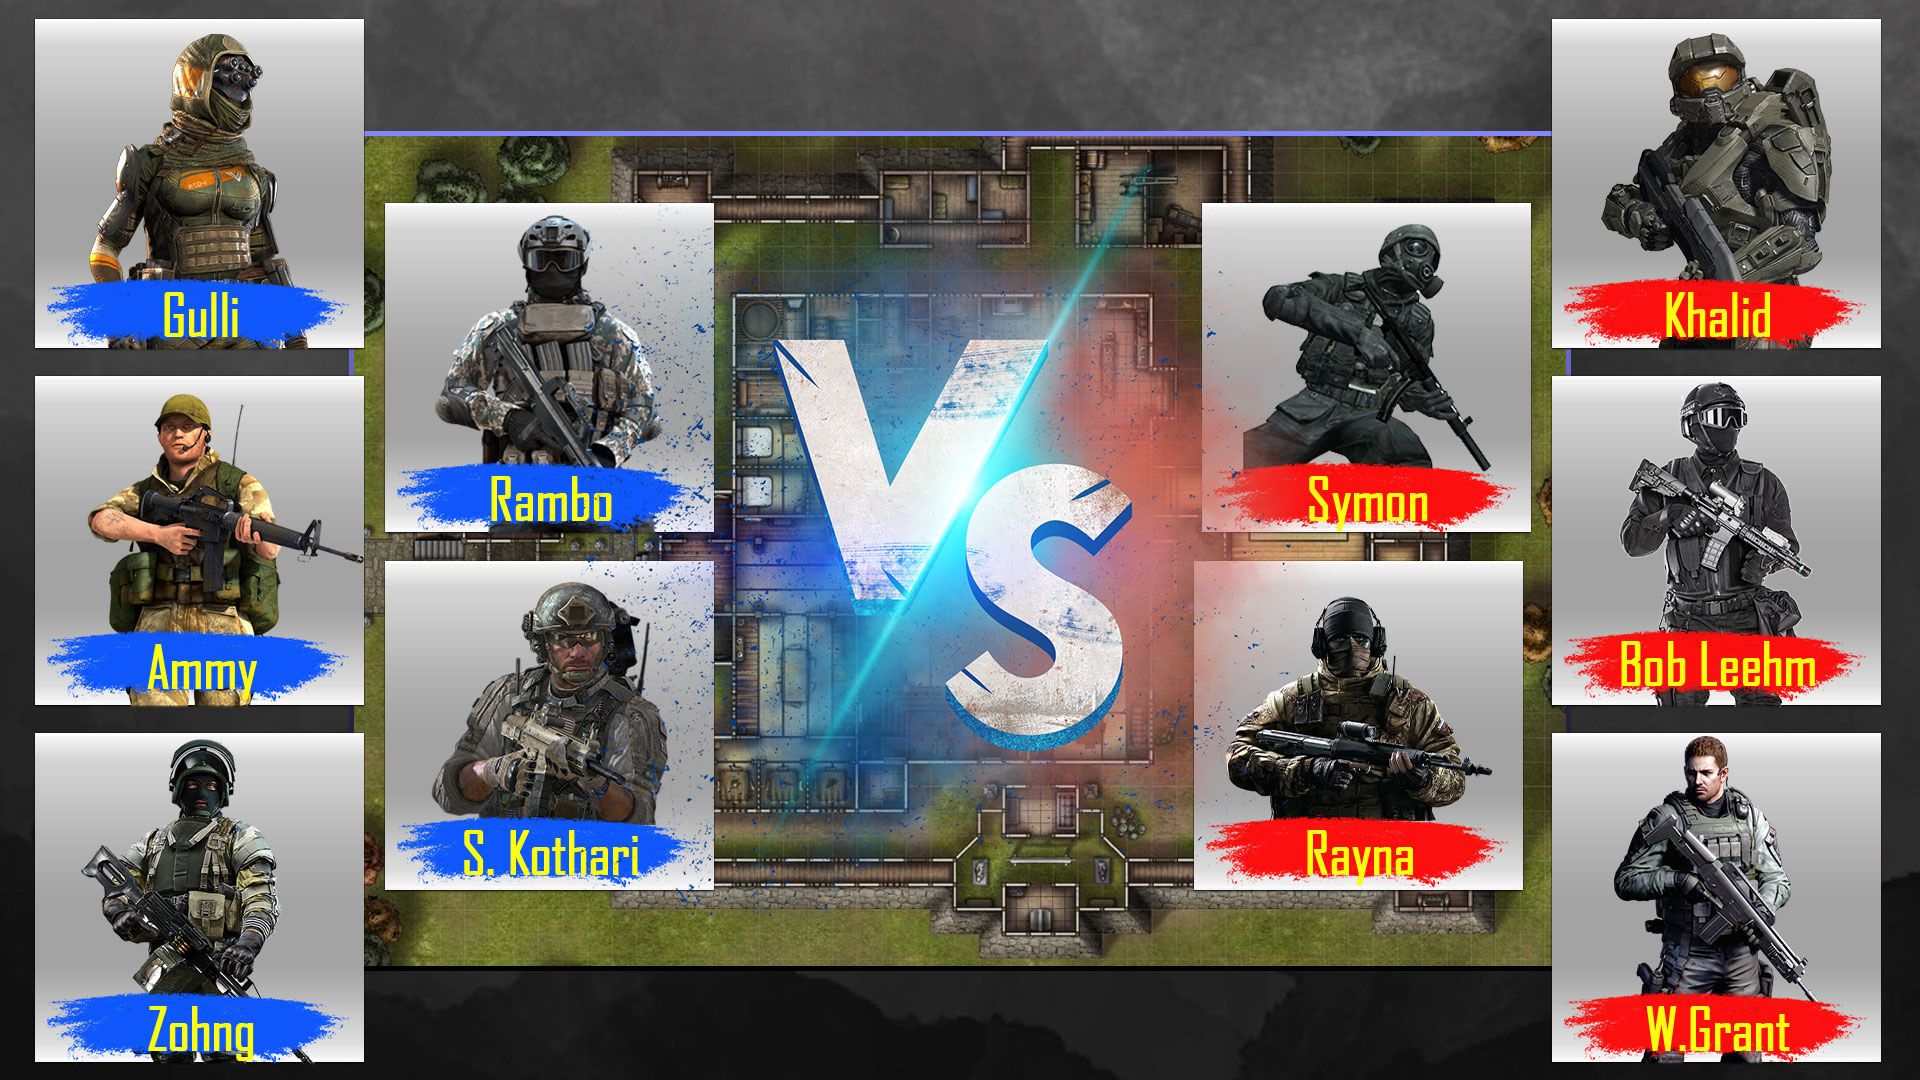 Gulli
Khalid
Rambo
Symon
VS
Ammy
Bob Leehm
S. Kothari
Rayna
Zohng
W.Grant